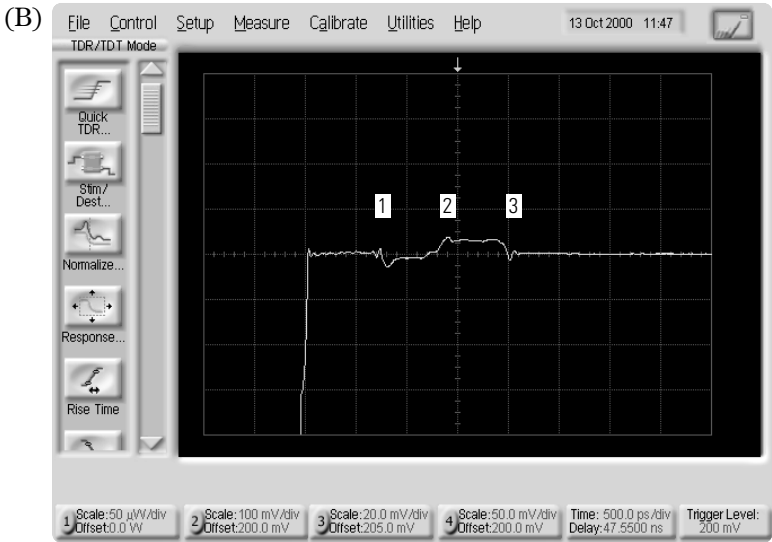 (B)
File Control Setup Measure Calibrate Utilities Help 13 Oct 2000 11:47
TDR/TDT Mode
Quick
TDR...
Stim/
Dest...
Normalize...
Response...
Rise Time
1 2 3
1 Scale:50 µW/div
Offset:0.0 W
2 Scale:100 mV/div
Offset:200.0 mV
3 Scale:20.0 mV/div
Offset:205.0 mV
4 Scale:50.0 mV/div
Offset:200.0 mV
Time: 500.0 ps/div
Delay:47.5500 ns
Trigger Level:
200 mV